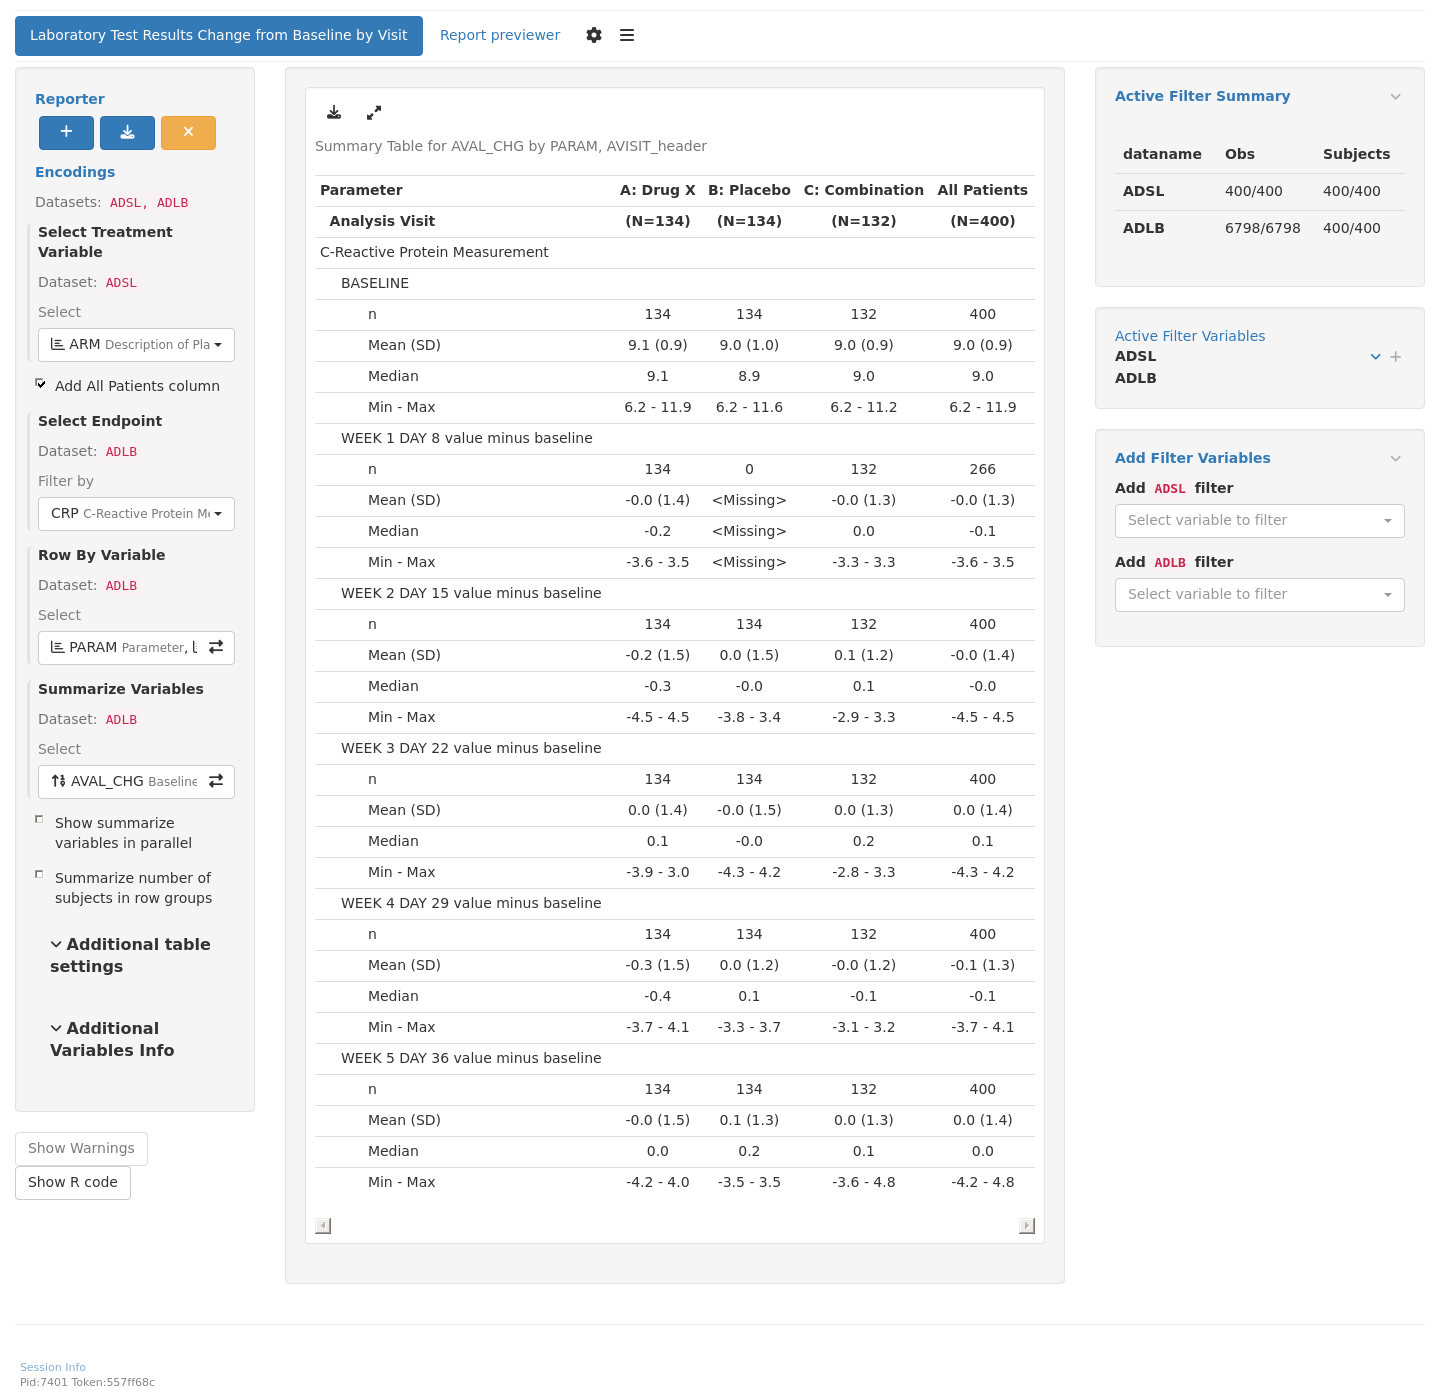 Laboratory Test Results Change from Baseline by Visit Report previewer
Reporter
Encodings
Datasets: ADSL, ADLB
Select Treatment
Variable
Dataset: ADSL
Select
ARM Description of Pla
Add All Patients column
Select Endpoint
Dataset: ADLB
Filter by
CRP C-Reactive Protein Me
Row By Variable
Dataset: ADLB
Select
PARAM Parameter,
Summarize Variables
Dataset: ADLB
Select
AVAL_CHG Baseline
Show summarize
variables in parallel
Summarize number of
subjects in row groups
Additional table
settings
Additional
Variables Info
Show Warnings
Show R code
Summary Table for AVAL_CHG by PARAM, AVISIT_header
Parameter A: Drug X B: Placebo C: Combination All Patients
Analysis Visit (N=134) (N=134) (N=132) (N=400)
C-Reactive Protein Measurement
BASELINE
n 134 134 132 400
Mean (SD) 9.1 (0.9) 9.0 (1.0) 9.0 (0.9) 9.0 (0.9)
Median 9.1 8.9 9.0 9.0
Min - Max 6.2 - 11.9 6.2 - 11.6 6.2 - 11.2 6.2 - 11.9
WEEK 1 DAY 8 value minus baseline
n 134 0 132 266
Mean (SD) -0.0 (1.4) <Missing> -0.0 (1.3) -0.0 (1.3)
Median -0.2 <Missing> 0.0 -0.1
Min - Max -3.6 - 3.5 <Missing> -3.3 - 3.3 -3.6 - 3.5
WEEK 2 DAY 15 value minus baseline
n 134 134 132 400
Mean (SD) -0.2 (1.5) 0.0 (1.5) 0.1 (1.2) -0.0 (1.4)
Median -0.3 -0.0 0.1 -0.0
Min - Max -4.5 - 4.5 -3.8 - 3.4 -2.9 - 3.3 -4.5 - 4.5
WEEK 3 DAY 22 value minus baseline
n 134 134 132 400
Mean (SD) 0.0 (1.4) -0.0 (1.5) 0.0 (1.3) 0.0 (1.4)
Median 0.1 -0.0 0.2 0.1
Min - Max -3.9 - 3.0 -4.3 - 4.2 -2.8 - 3.3 -4.3 - 4.2
WEEK 4 DAY 29 value minus baseline
n 134 134 132 400
Mean (SD) -0.3 (1.5) 0.0 (1.2) -0.0 (1.2) -0.1 (1.3)
Median -0.4 0.1 -0.1 -0.1
Min - Max -3.7 - 4.1 -3.3 - 3.7 -3.1 - 3.2 -3.7 - 4.1
WEEK 5 DAY 36 value minus baseline
n 134 134 132 400
Mean (SD) -0.0 (1.5) 0.1 (1.3) 0.0 (1.3) 0.0 (1.4)
Median 0.0 0.2 0.1 0.0
Min - Max -4.2 - 4.0 -3.5 - 3.5 -3.6 - 4.8 -4.2 - 4.8
Active Filter Summary
dataname Obs Subjects
ADSL 400/400 400/400
ADLB 6798/6798 400/400
Active Filter Variables
ADSL
ADLB
Add Filter Variables
Add ADSL filter
Select variable to filter
Add ADLB filter
Select variable to filter
Session Info
Pid:7401 Token:557ff68c